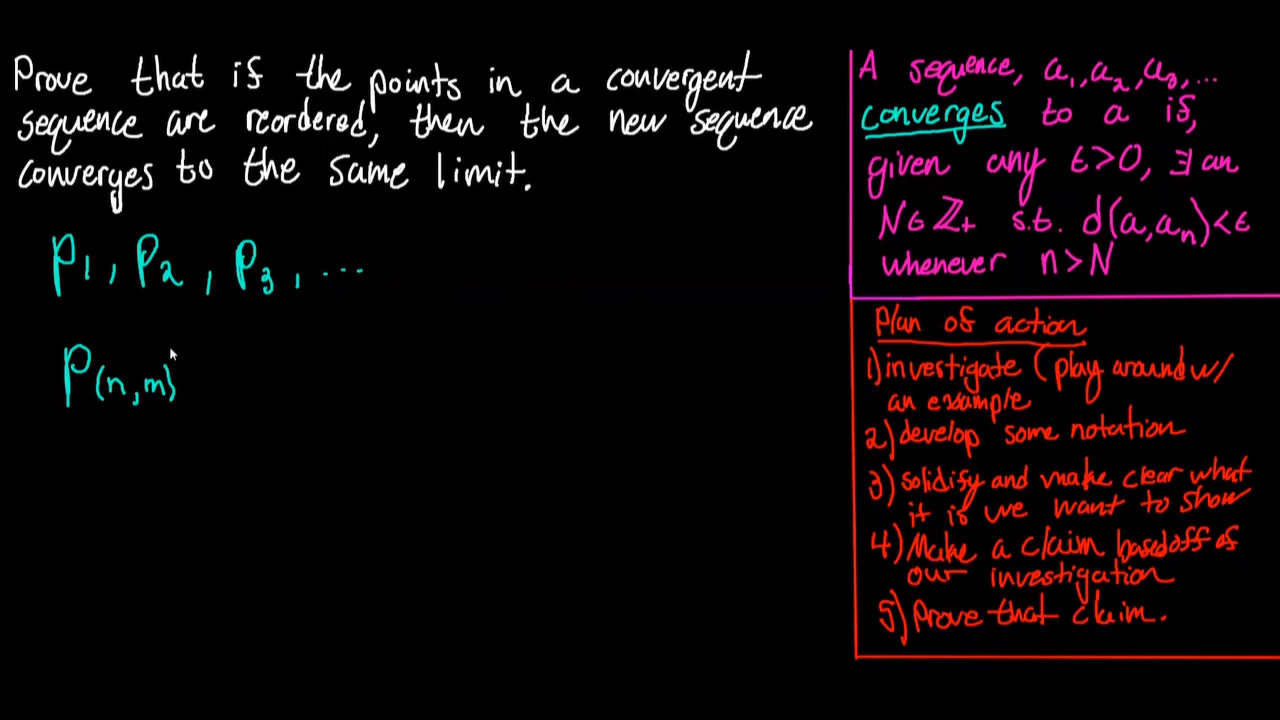 Prove that if the points in a convergent
sequence are reordered, then the new sequence
converges to the same limit.
P1, P2, P3, ...
P(n,m)
A sequence, a1, a2, a3, ...
converges to a if,
given any ε>0, ∃ an
N∈ℤ+ s.t. d(a,an)<ε
whenever n>N
Plan of action
1) investigate (play around w/
an example
2) develop some notation
3) solidify and make clear what
it is we want to show
4) Make a claim based off of
our investigation
5) Prove that claim.